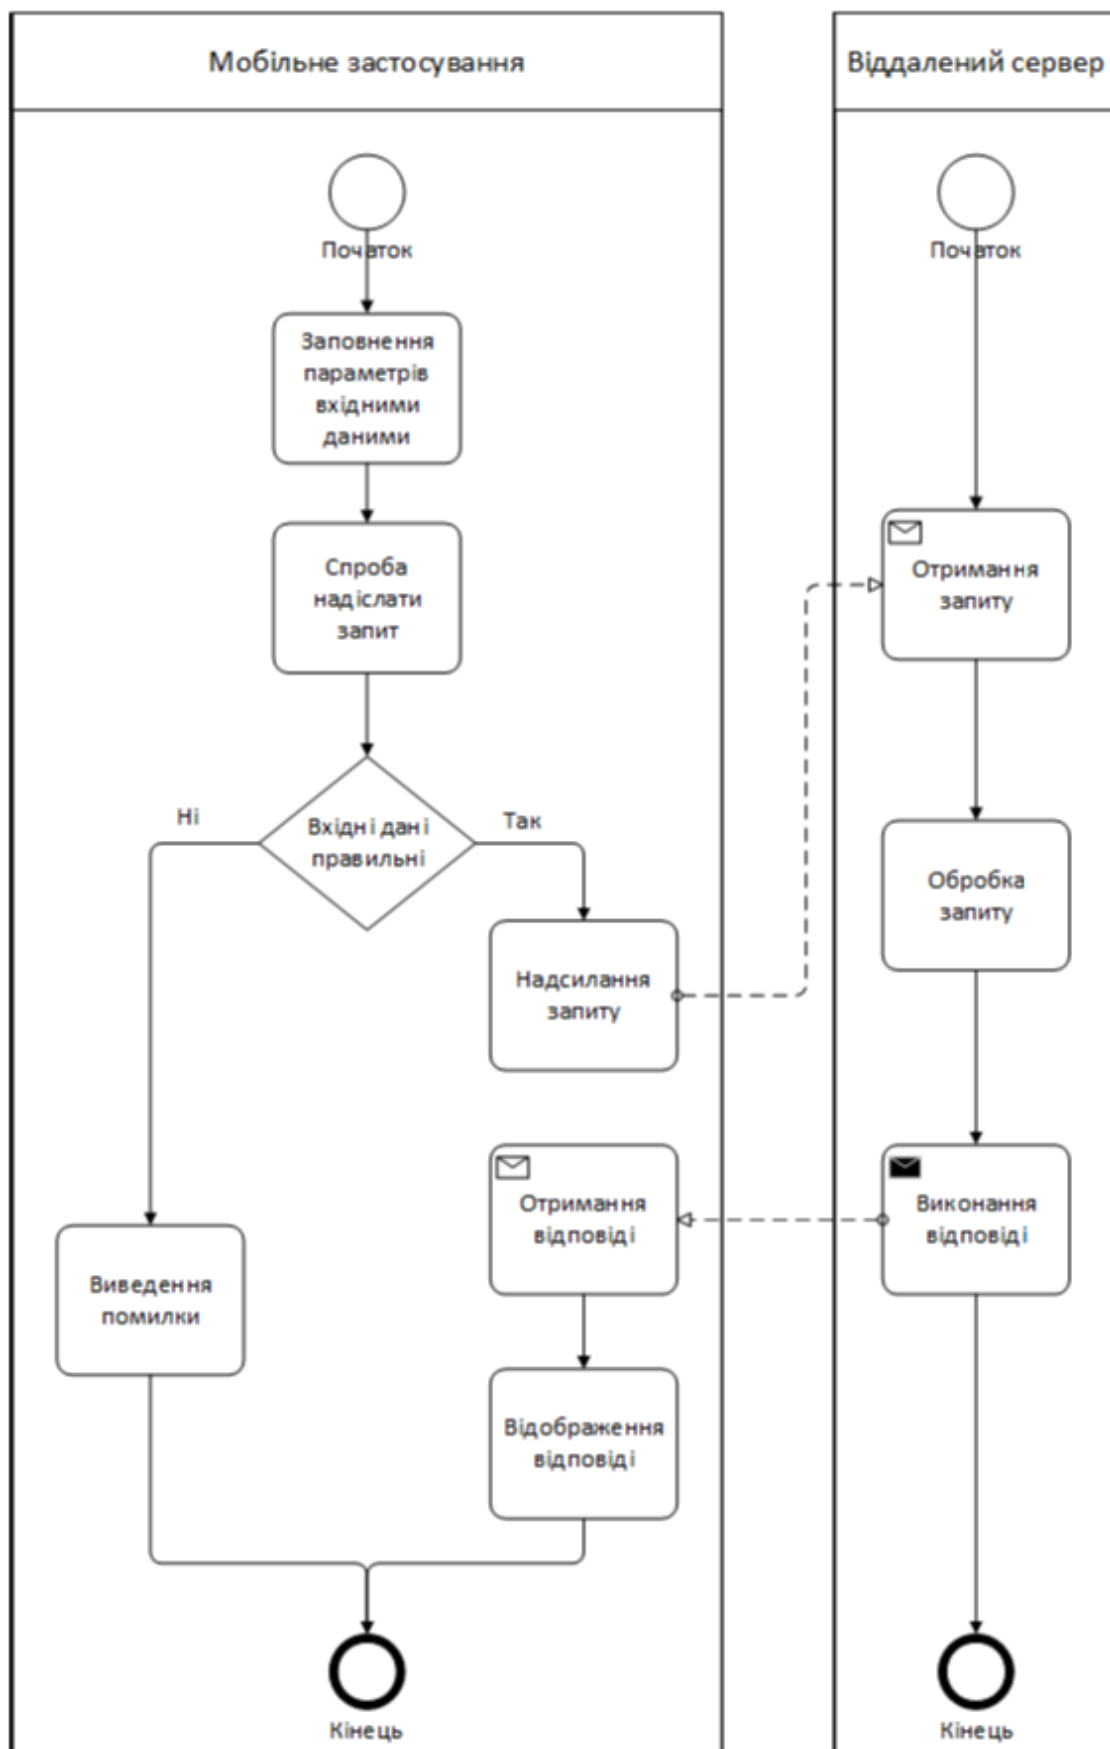 Мобільне застосування
Віддалений сервер
Початок
Початок
Заповнення
параметрів
вхідними
даними
Спроба
надіслати
запит
Отримання
запиту
Ні
Так
Вхідні дані
правильні
Обробка
запиту
Надсилання
запиту
Отримання
відповіді
Виконання
відповіді
Виведення
помилки
Відображення
відповіді
Кінець
Кінець